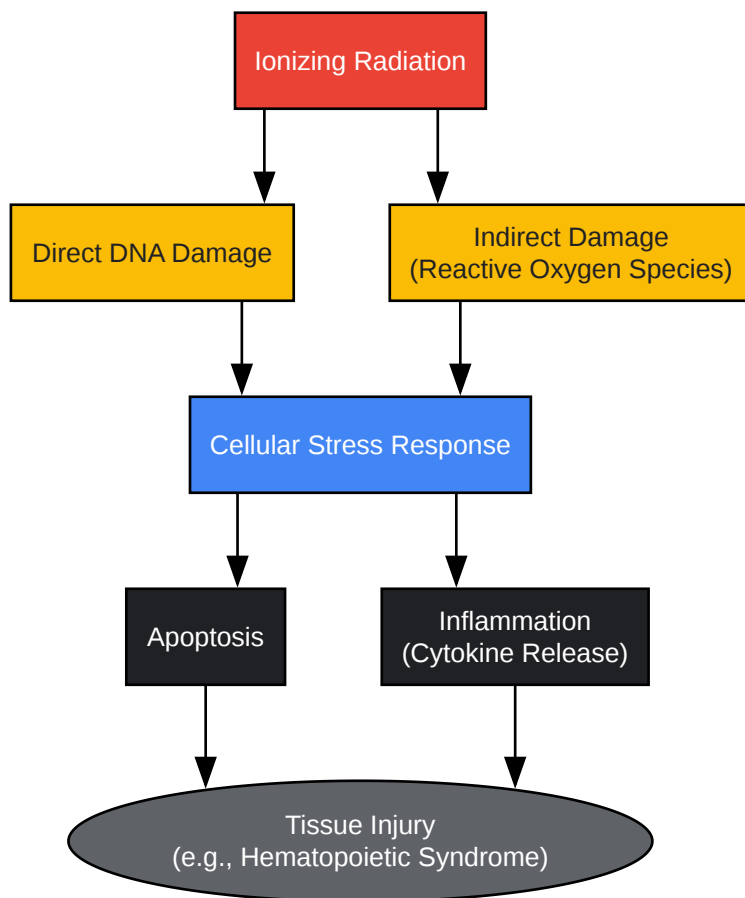 Ionizing Radiation
Direct DNA Damage
Indirect Damage
(Reactive Oxygen Species)
Cellular Stress Response
Apoptosis
Inflammation
(Cytokine Release)
Tissue Injury
(e.g., Hematopoietic Syndrome)